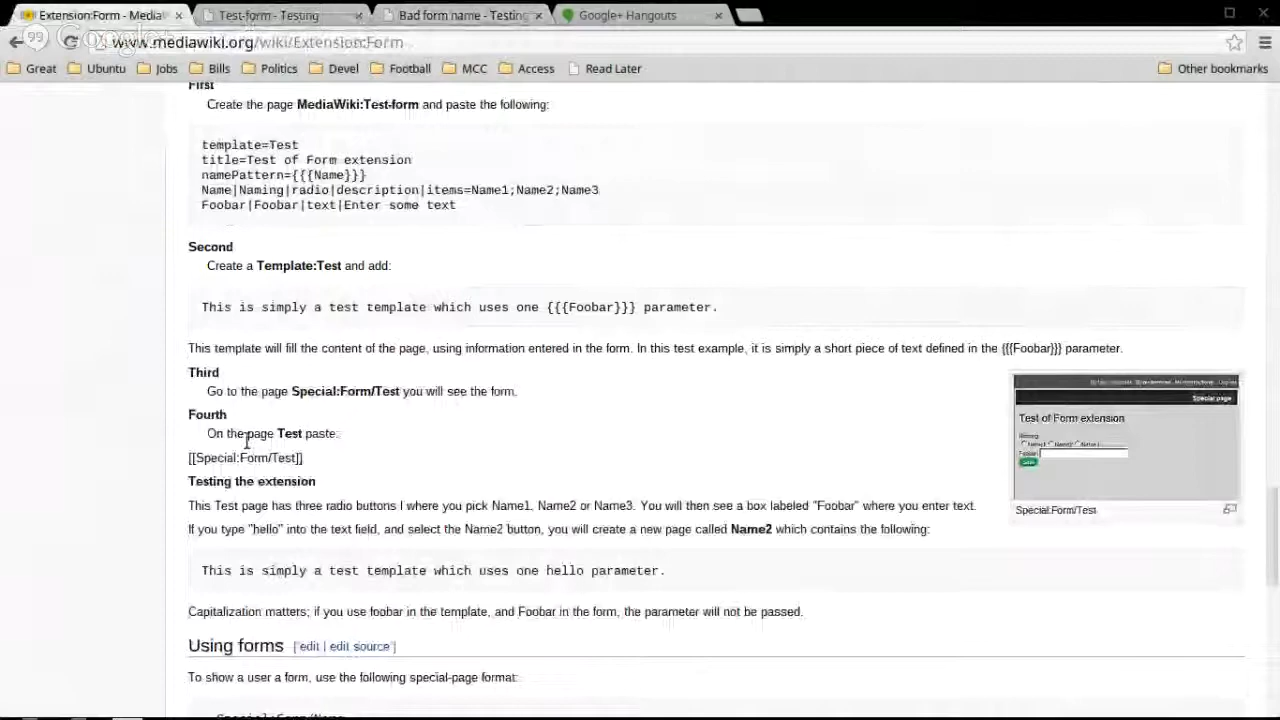 Extension:Form - Media
Test-form - Testing
Bad form name - Testing
Google+ Hangouts
www.mediawiki.org/wiki/Extension:Form
Great
Ubuntu
Jobs
Bills
Politics
Devel
Football
MCC
Access
Read Later
Other bookmarks
First
Create the page MediaWiki:Test-form and paste the following:
template=Test
title=Test of Form extension
namePattern={{{Name}}}
Name|Naming|radio|description|items=Name1;Name2;Name3
Foobar|Foobar|text|Enter some text
Second
Create a Template:Test and add:
This is simply a test template which uses one {{{Foobar}}} parameter.
This template will fill the content of the page, using information entered in the form. In this test example, it is simply a short piece of text defined in the {{{Foobar}}} parameter.
Third
Go to the page Special:Form/Test you will see the form.
Special page
Test of Form extension
Special:Form/Test
Fourth
On the page Test paste:
[[Special:Form/Test]]
Testing the extension
This Test page has three radio buttons I where you pick Name1, Name2 or Name3. You will then see a box labeled "Foobar" where you enter text.
If you type "hello" into the text field, and select the Name2 button, you will create a new page called Name2 which contains the following:
This is simply a test template which uses one hello parameter.
Capitalization matters; if you use foobar in the template, and Foobar in the form, the parameter will not be passed.
Using forms [edit | edit source]
To show a user a form, use the following special-page format:
Special:Form/Name